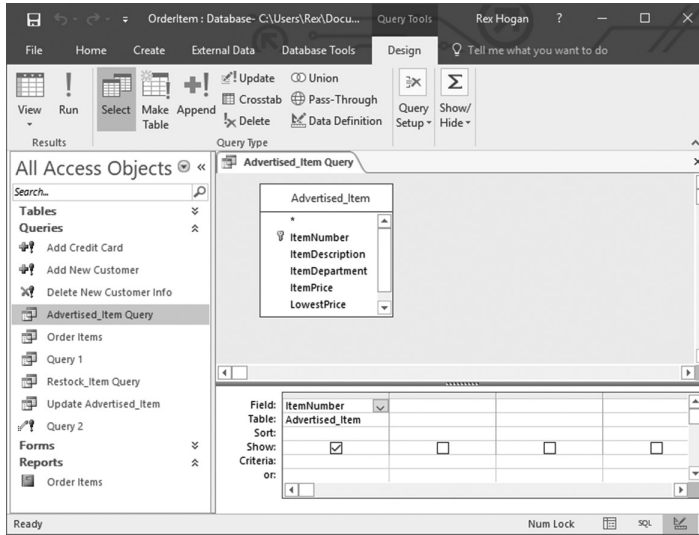 OrderItem : Database- C:\Users\Rex\Docu... Query Tools Rex Hogan ?
File Home Create External Data Database Tools Design Tell me what you want to do
View Run Select Make Table Append
Update Union
Crosstab Pass-Through
Delete Data Definition
Query Setup Show/ Hide
Results Query Type
All Access Objects «
Search...
Tables
Queries
Add Credit Card
Add New Customer
Delete New Customer Info
Advertised_Item Query
Order Items
Query 1
Restock_Item Query
Update Advertised_Item
Query 2
Forms
Reports
Order Items
Advertised_Item Query
Advertised_Item
*
ItemNumber
ItemDescription
ItemDepartment
ItemPrice
LowestPrice
Field: ItemNumber
Table: Advertised_Item
Sort:
Show:
Criteria:
or:
Ready Num Lock SQL